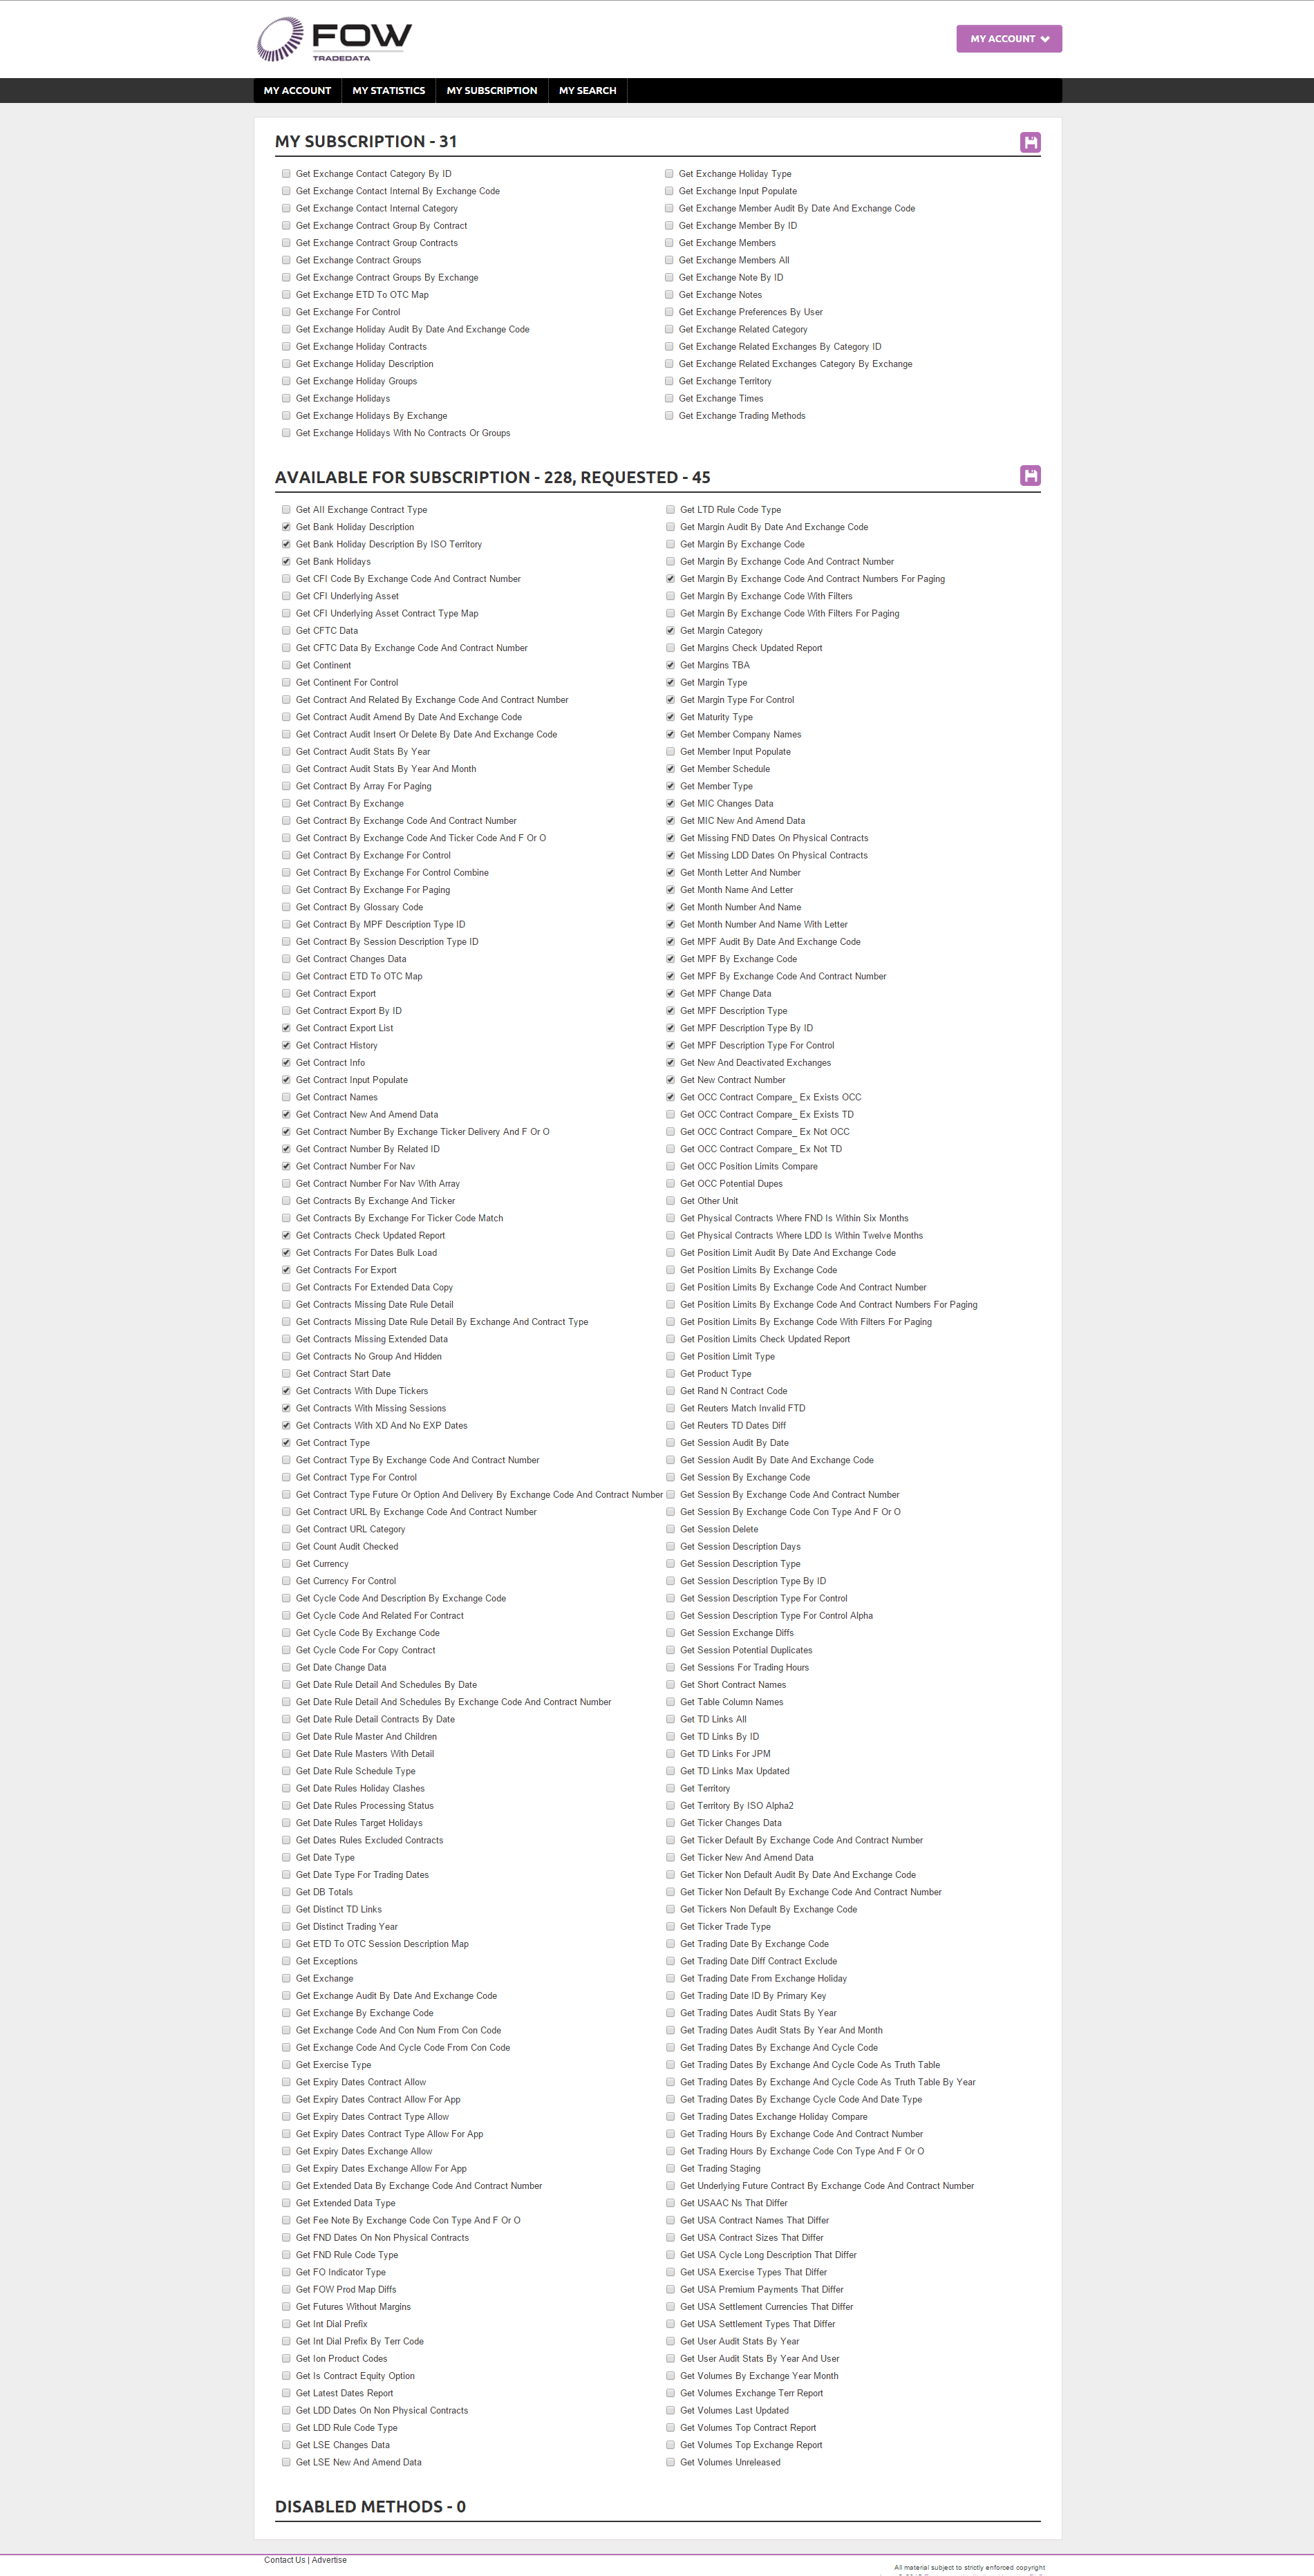 FOW
TRADEDATA
MY ACCOUNT
MY ACCOUNT
MY STATISTICS
MY SUBSCRIPTION
MY SEARCH
MY SUBSCRIPTION - 31
Get Exchange Contact Category By ID
Get Exchange Contact Internal By Exchange Code
Get Exchange Contact Internal Category
Get Exchange Contract Group By Contract
Get Exchange Contract Group Contracts
Get Exchange Contract Groups
Get Exchange Contract Groups By Exchange
Get Exchange ETD To OTC Map
Get Exchange For Control
Get Exchange Holiday Audit By Date And Exchange Code
Get Exchange Holiday Contracts
Get Exchange Holiday Description
Get Exchange Holiday Groups
Get Exchange Holidays
Get Exchange Holidays By Exchange
Get Exchange Holidays With No Contracts Or Groups
Get Exchange Holiday Type
Get Exchange Input Populate
Get Exchange Member Audit By Date And Exchange Code
Get Exchange Member By ID
Get Exchange Members
Get Exchange Members All
Get Exchange Note By ID
Get Exchange Notes
Get Exchange Preferences By User
Get Exchange Related Category
Get Exchange Related Exchanges By Category ID
Get Exchange Related Exchanges Category By Exchange
Get Exchange Territory
Get Exchange Times
Get Exchange Trading Methods
AVAILABLE FOR SUBSCRIPTION - 228, REQUESTED - 45
Get All Exchange Contract Type
Get Bank Holiday Description
Get Bank Holiday Description By ISO Territory
Get Bank Holidays
Get CFI Code By Exchange Code And Contract Number
Get CFI Underlying Asset
Get CFI Underlying Asset Contract Type Map
Get CFTC Data
Get CFTC Data By Exchange Code And Contract Number
Get Continent
Get Continent For Control
Get Contract And Related By Exchange Code And Contract Number
Get Contract Audit Amend By Date And Exchange Code
Get Contract Audit Insert Or Delete By Date And Exchange Code
Get Contract Audit Stats By Year
Get Contract Audit Stats By Year And Month
Get Contract By Array For Paging
Get Contract By Exchange
Get Contract By Exchange Code And Contract Number
Get Contract By Exchange Code And Ticker Code And F Or O
Get Contract By Exchange For Control
Get Contract By Exchange For Control Combine
Get Contract By Exchange For Paging
Get Contract By Glossary Code
Get Contract By MPF Description Type ID
Get Contract By Session Description Type ID
Get Contract Changes Data
Get Contract ETD To OTC Map
Get Contract Export
Get Contract Export By ID
Get Contract Export List
Get Contract History
Get Contract Info
Get Contract Input Populate
Get Contract Names
Get Contract New And Amend Data
Get Contract Number By Exchange Ticker Delivery And F Or O
Get Contract Number By Related ID
Get Contract Number For Nav
Get Contract Number For Nav With Array
Get Contracts By Exchange And Ticker
Get Contracts By Exchange For Ticker Code Match
Get Contracts Check Updated Report
Get Contracts For Dates Bulk Load
Get Contracts For Export
Get Contracts For Extended Data Copy
Get Contracts Missing Date Rule Detail
Get Contracts Missing Date Rule Detail By Exchange And Contract Type
Get Contracts Missing Extended Data
Get Contracts No Group And Hidden
Get Contract Start Date
Get Contracts With Dupe Tickers
Get Contracts With Missing Sessions
Get Contracts With XD And No EXP Dates
Get Contract Type
Get Contract Type By Exchange Code And Contract Number
Get Contract Type For Control
Get Contract Type Future Or Option And Delivery By Exchange Code And Contract Number
Get Contract URL By Exchange Code And Contract Number
Get Contract URL Category
Get Count Audit Checked
Get Currency
Get Currency For Control
Get Cycle Code And Description By Exchange Code
Get Cycle Code And Related For Contract
Get Cycle Code By Exchange Code
Get Cycle Code For Copy Contract
Get Date Change Data
Get Date Rule Detail And Schedules By Date
Get Date Rule Detail And Schedules By Exchange Code And Contract Number
Get Date Rule Detail Contracts By Date
Get Date Rule Master And Children
Get Date Rule Masters With Detail
Get Date Rule Schedule Type
Get Date Rules Holiday Clashes
Get Date Rules Processing Status
Get Date Rules Target Holidays
Get Dates Rules Excluded Contracts
Get Date Type
Get Date Type For Trading Dates
Get DB Totals
Get Distinct TD Links
Get Distinct Trading Year
Get ETD To OTC Session Description Map
Get Exceptions
Get Exchange
Get Exchange Audit By Date And Exchange Code
Get Exchange By Exchange Code
Get Exchange Code And Con Num From Con Code
Get Exchange Code And Cycle Code From Con Code
Get Exercise Type
Get Expiry Dates Contract Allow
Get Expiry Dates Contract Allow For App
Get Expiry Dates Contract Type Allow
Get Expiry Dates Contract Type Allow For App
Get Expiry Dates Exchange Allow
Get Expiry Dates Exchange Allow For App
Get Extended Data By Exchange Code And Contract Number
Get Extended Data Type
Get Fee Note By Exchange Code Con Type And F Or O
Get FND Dates On Non Physical Contracts
Get FND Rule Code Type
Get FO Indicator Type
Get FOW Prod Map Diffs
Get Futures Without Margins
Get Int Dial Prefix
Get Int Dial Prefix By Terr Code
Get Ion Product Codes
Get Is Contract Equity Option
Get Latest Dates Report
Get LDD Dates On Non Physical Contracts
Get LDD Rule Code Type
Get LSE Changes Data
Get LSE New And Amend Data
Get LTD Rule Code Type
Get Margin Audit By Date And Exchange Code
Get Margin By Exchange Code
Get Margin By Exchange Code And Contract Number
Get Margin By Exchange Code And Contract Numbers For Paging
Get Margin By Exchange Code With Filters
Get Margin By Exchange Code With Filters For Paging
Get Margin Category
Get Margins Check Updated Report
Get Margins TBA
Get Margin Type
Get Margin Type For Control
Get Maturity Type
Get Member Company Names
Get Member Input Populate
Get Member Schedule
Get Member Type
Get MIC Changes Data
Get MIC New And Amend Data
Get Missing FND Dates On Physical Contracts
Get Missing LDD Dates On Physical Contracts
Get Month Letter And Number
Get Month Name And Letter
Get Month Number And Name
Get Month Number And Name With Letter
Get MPF Audit By Date And Exchange Code
Get MPF By Exchange Code
Get MPF By Exchange Code And Contract Number
Get MPF Change Data
Get MPF Description Type
Get MPF Description Type By ID
Get MPF Description Type For Control
Get New And Deactivated Exchanges
Get New Contract Number
Get OCC Contract Compare_ Ex Exists OCC
Get OCC Contract Compare_ Ex Exists TD
Get OCC Contract Compare_ Ex Not OCC
Get OCC Contract Compare_ Ex Not TD
Get OCC Position Limits Compare
Get OCC Potential Dupes
Get Other Unit
Get Physical Contracts Where FND Is Within Six Months
Get Physical Contracts Where LDD Is Within Twelve Months
Get Position Limit Audit By Date And Exchange Code
Get Position Limits By Exchange Code
Get Position Limits By Exchange Code And Contract Number
Get Position Limits By Exchange Code And Contract Numbers For Paging
Get Position Limits By Exchange Code With Filters For Paging
Get Position Limits Check Updated Report
Get Position Limit Type
Get Product Type
Get Rand N Contract Code
Get Reuters Match Invalid FTD
Get Reuters TD Dates Diff
Get Session Audit By Date
Get Session Audit By Date And Exchange Code
Get Session By Exchange Code
Get Session By Exchange Code And Contract Number
Get Session By Exchange Code Con Type And F Or O
Get Session Delete
Get Session Description Days
Get Session Description Type
Get Session Description Type By ID
Get Session Description Type For Control
Get Session Description Type For Control Alpha
Get Session Exchange Diffs
Get Session Potential Duplicates
Get Sessions For Trading Hours
Get Short Contract Names
Get Table Column Names
Get TD Links All
Get TD Links By ID
Get TD Links For JPM
Get TD Links Max Updated
Get Territory
Get Territory By ISO Alpha2
Get Ticker Changes Data
Get Ticker Default By Exchange Code And Contract Number
Get Ticker New And Amend Data
Get Ticker Non Default Audit By Date And Exchange Code
Get Ticker Non Default By Exchange Code And Contract Number
Get Tickers Non Default By Exchange Code
Get Ticker Trade Type
Get Trading Date By Exchange Code
Get Trading Date Diff Contract Exclude
Get Trading Date From Exchange Holiday
Get Trading Date ID By Primary Key
Get Trading Dates Audit Stats By Year
Get Trading Dates Audit Stats By Year And Month
Get Trading Dates By Exchange And Cycle Code
Get Trading Dates By Exchange And Cycle Code As Truth Table
Get Trading Dates By Exchange And Cycle Code As Truth Table By Year
Get Trading Dates By Exchange Cycle Code And Date Type
Get Trading Dates Exchange Holiday Compare
Get Trading Hours By Exchange Code And Contract Number
Get Trading Hours By Exchange Code Con Type And F Or O
Get Trading Staging
Get Underlying Future Contract By Exchange Code And Contract Number
Get USAAC Ns That Differ
Get USA Contract Names That Differ
Get USA Contract Sizes That Differ
Get USA Cycle Long Description That Differ
Get USA Exercise Types That Differ
Get USA Premium Payments That Differ
Get USA Settlement Currencies That Differ
Get USA Settlement Types That Differ
Get User Audit Stats By Year
Get User Audit Stats By Year And User
Get Volumes By Exchange Year Month
Get Volumes Exchange Terr Report
Get Volumes Last Updated
Get Volumes Top Contract Report
Get Volumes Top Exchange Report
Get Volumes Unreleased
DISABLED METHODS - 0
Contact Us | Advertise
All material subject to strictly enforced copyright